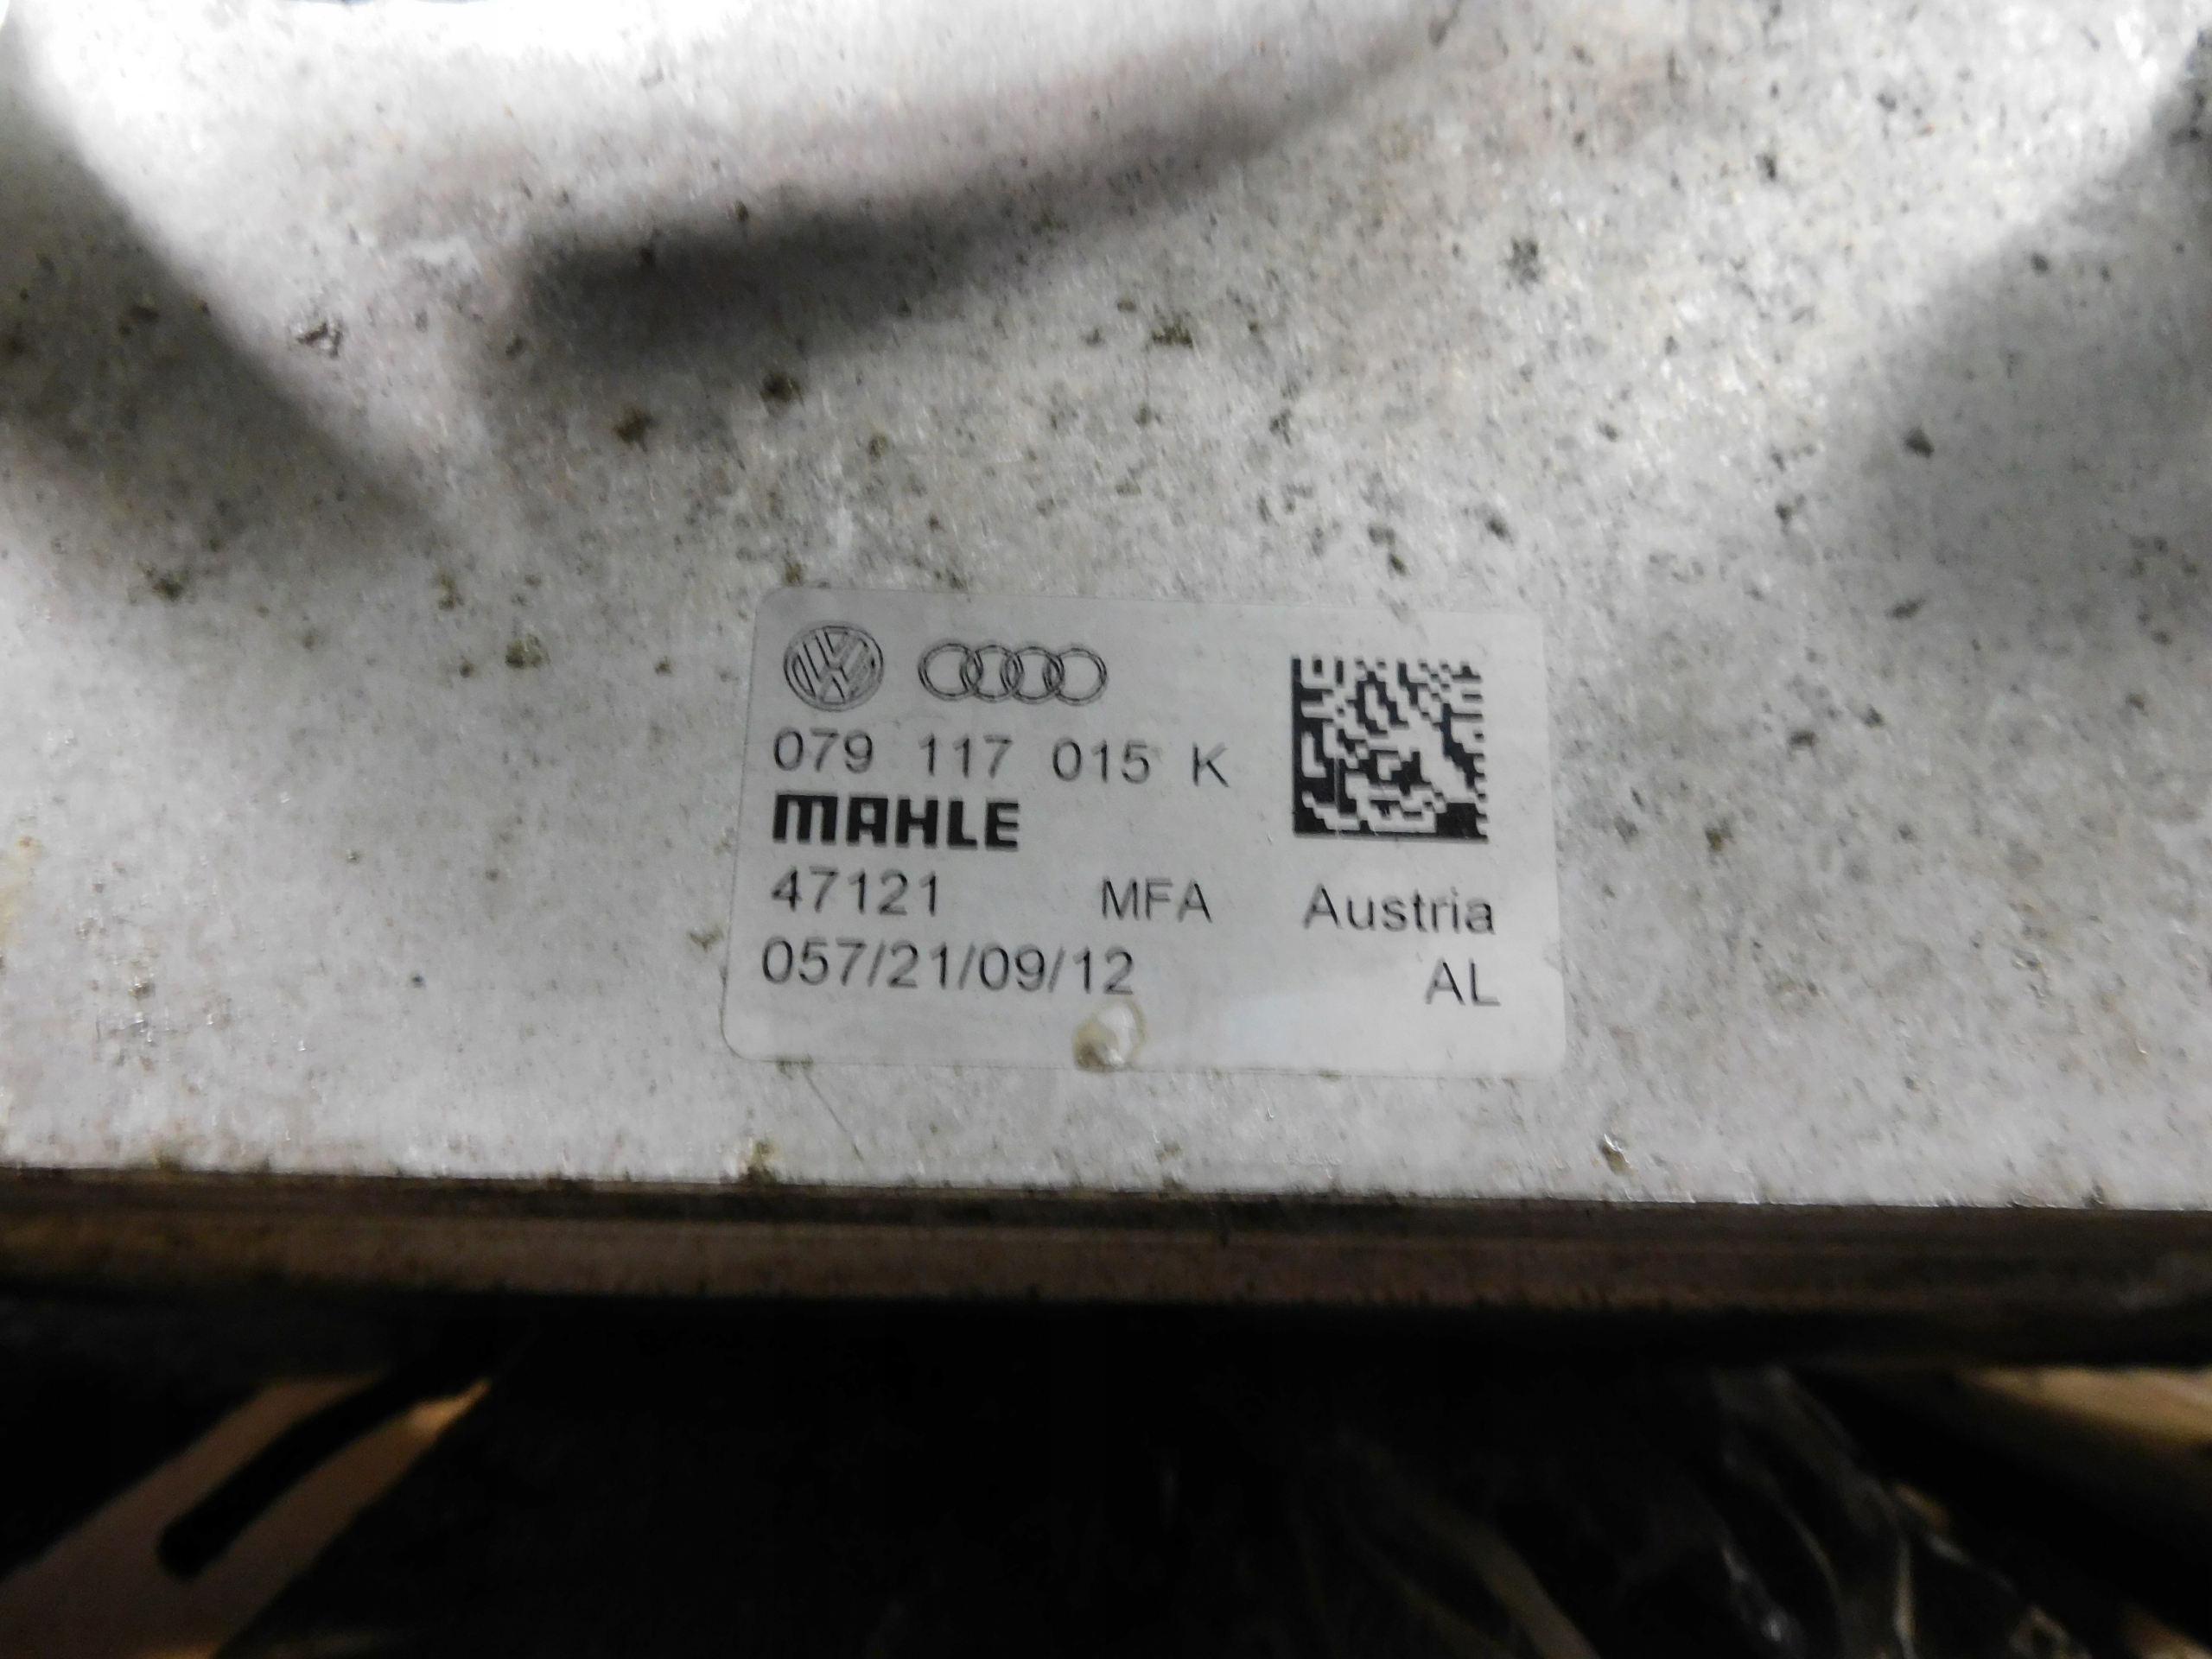 079 117 015 K
MAHLE
47121 MFA Austria
057/21/09/12 AL